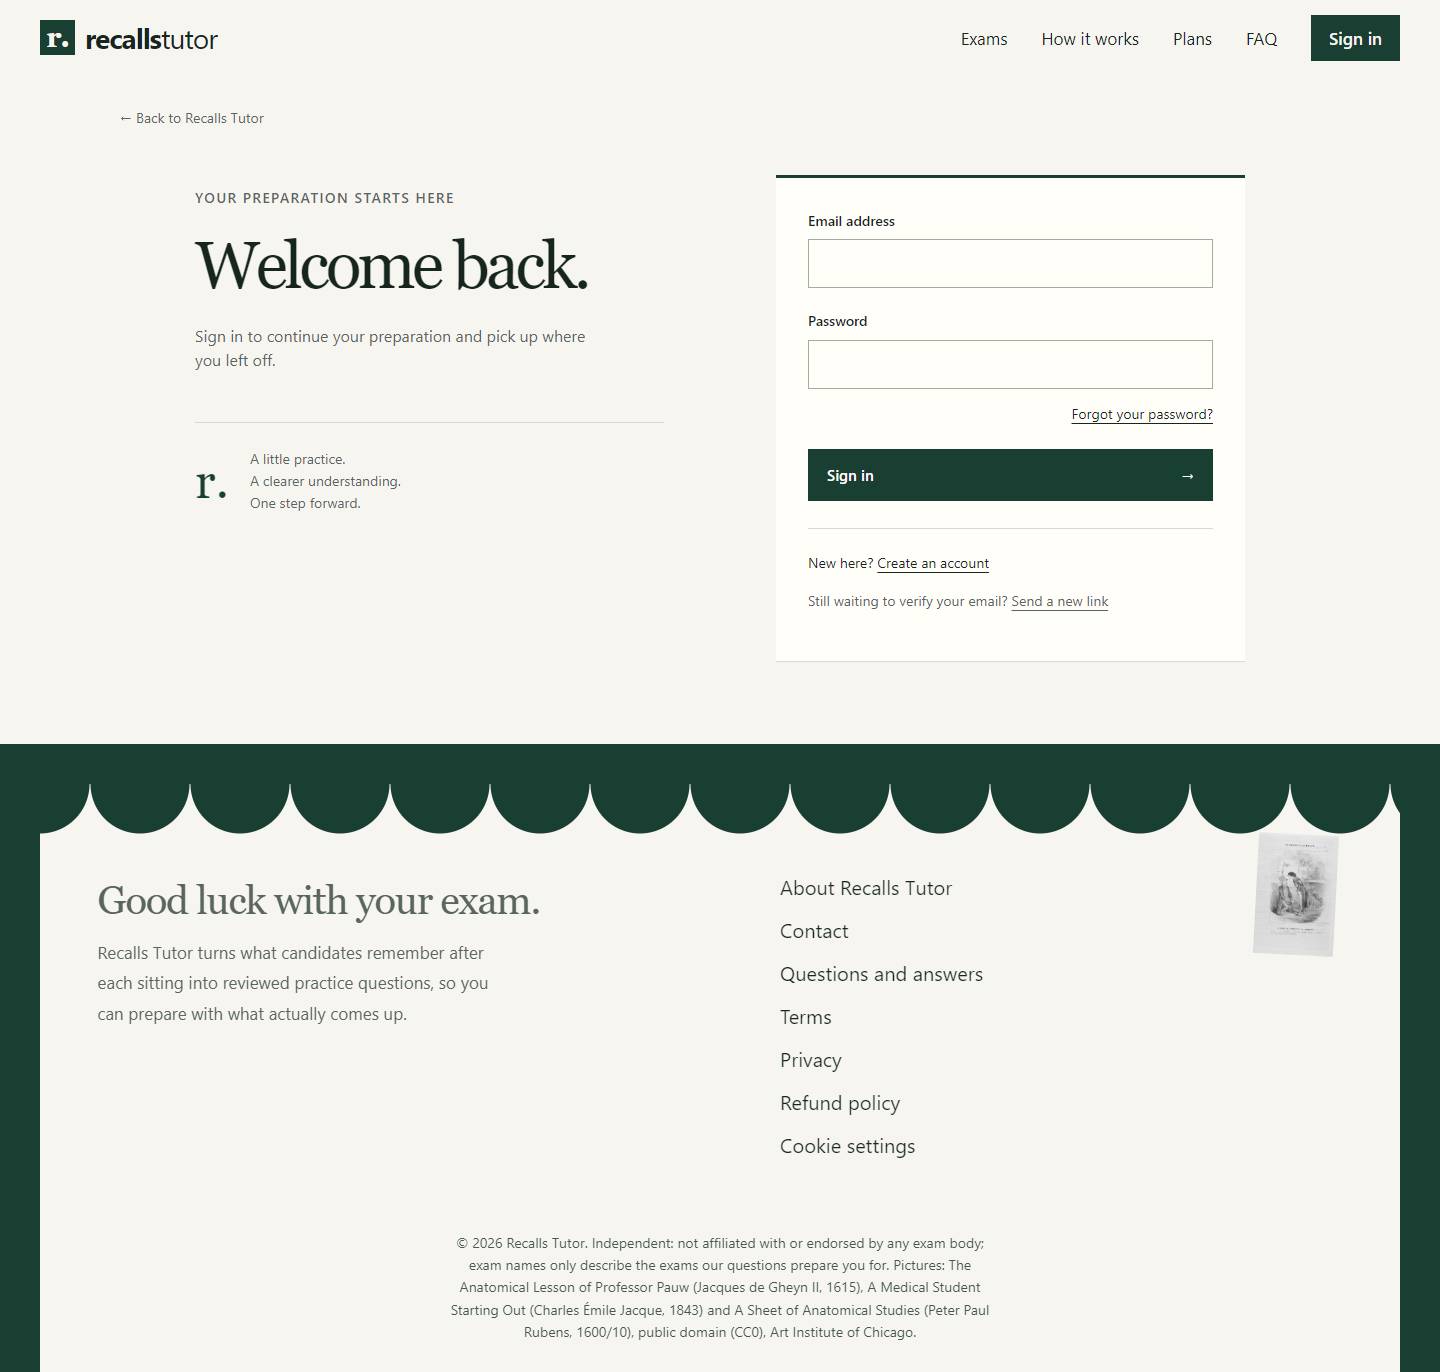 r. recallstutor
Exams
How it works
Plans
FAQ
Sign in
← Back to Recalls Tutor
YOUR PREPARATION STARTS HERE
Welcome back.
Sign in to continue your preparation and pick up where
you left off.
r.
A little practice.
A clearer understanding.
One step forward.
Email address
Password
Forgot your password?
Sign in →
New here? Create an account
Still waiting to verify your email? Send a new link
Good luck with your exam.
Recalls Tutor turns what candidates remember after
each sitting into reviewed practice questions, so you
can prepare with what actually comes up.
About Recalls Tutor
Contact
Questions and answers
Terms
Privacy
Refund policy
Cookie settings
© 2026 Recalls Tutor. Independent: not affiliated with or endorsed by any exam body;
exam names only describe the exams our questions prepare you for. Pictures: The
Anatomical Lesson of Professor Pauw (Jacques de Gheyn II, 1615), A Medical Student
Starting Out (Charles Émile Jacque, 1843) and A Sheet of Anatomical Studies (Peter Paul
Rubens, 1600/10), public domain (CC0), Art Institute of Chicago.